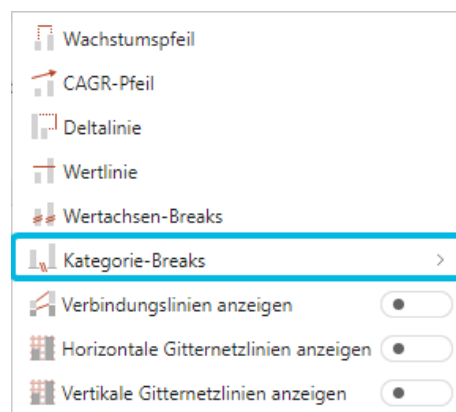 Wachstumspfeil
CAGR-Pfeil
Deltalinie
Wertlinie
Wertachsen-Breaks
Kategorie-Breaks
Verbindungslinien anzeigen
Horizontale Gitternetzlinien anzeigen
Vertikale Gitternetzlinien anzeigen